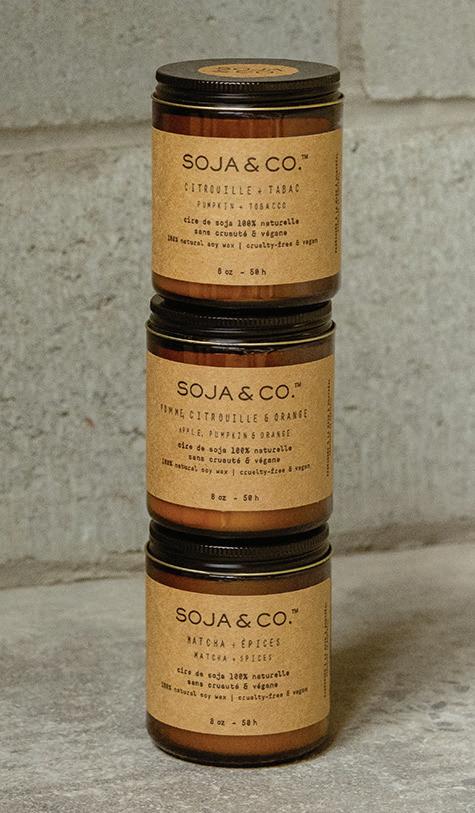 SOJA
& CO.
SOJA & CO.™
CITROUILLE + TABAC
PUMPKIN + TOBACCO
cire de soja 100% naturelle
sans cruauté & végane
100% natural soy wax | cruelty-free & vegan
8 oz - 50 h
SOJA & CO.™
POMME, CITROUILLE & ORANGE
APPLE, PUMPKIN & ORANGE
cire de soja 100% naturelle
sans cruauté & végane
100% natural soy wax | cruelty-free & vegan
8 oz - 50 h
SOJA & CO.™
MATCHA + ÉPICES
MATCHA + SPICES
cire de soja 100% naturelle
sans cruauté & végane
100% natural soy wax | cruelty-free & vegan
8 oz - 50 h